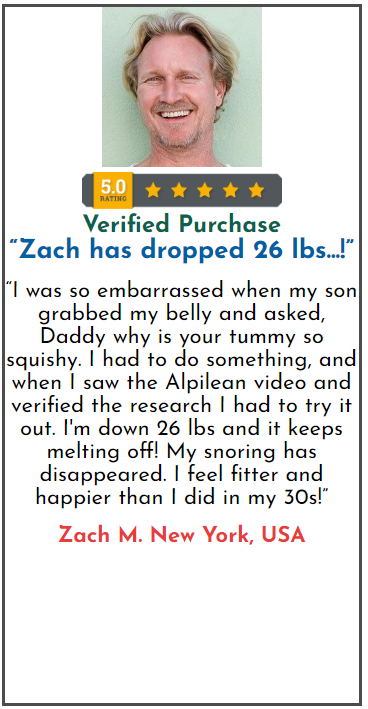 5.0
RATING
Verified Purchase
“Zach has dropped 26 lbs...!”
“I was so embarrassed when my son
grabbed my belly and asked,
Daddy why is your tummy so
squishy. I had to do something, and
when I saw the Alpilean video and
verified the research I had to try it
out. I'm down 26 lbs and it keeps
melting off! My snoring has
disappeared. I feel fitter and
happier than I did in my 30s!”
Zach M. New York, USA